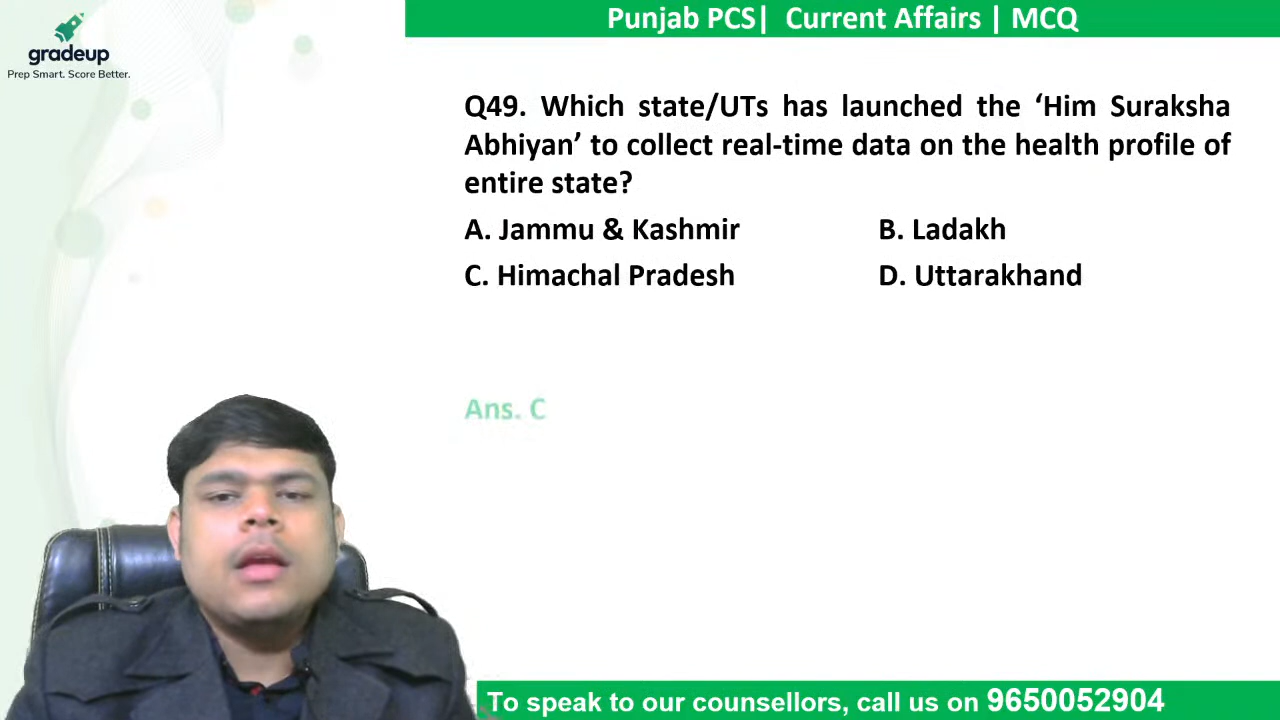 gradeup
Prep Smart. Score Better.
Punjab PCS| Current Affairs | MCQ
Q49. Which state/UTs has launched the ‘Him Suraksha
Abhiyan’ to collect real-time data on the health profile of
entire state?
A. Jammu & Kashmir B. Ladakh
C. Himachal Pradesh D. Uttarakhand
Ans. C
To speak to our counsellors, call us on 9650052904